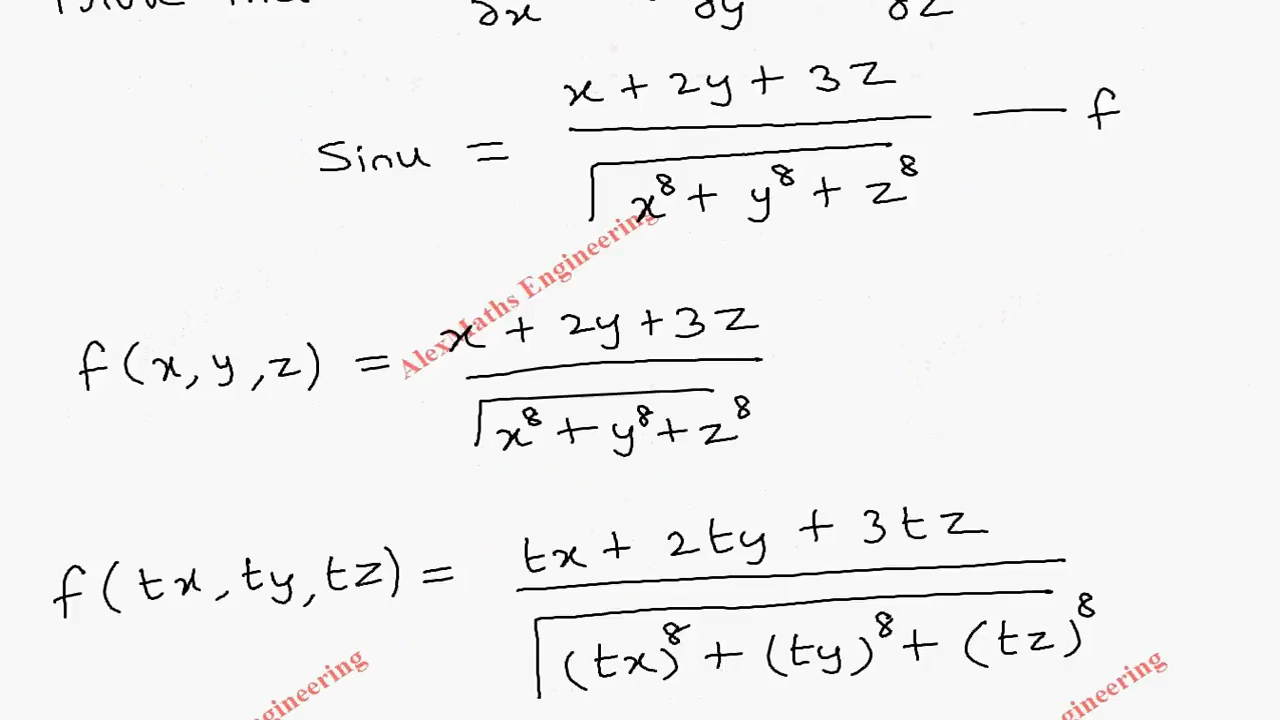 ∂x ∂y ∂z
Sinu = (x + 2y + 3z) / √(x⁸ + y⁸ + z⁸) — f
AlexMaths Engineering
f(x, y, z) = (x + 2y + 3z) / √(x⁸ + y⁸ + z⁸)
f(tx, ty, tz) = (tx + 2ty + 3tz) / √((tx)⁸ + (ty)⁸ + (tz)⁸)